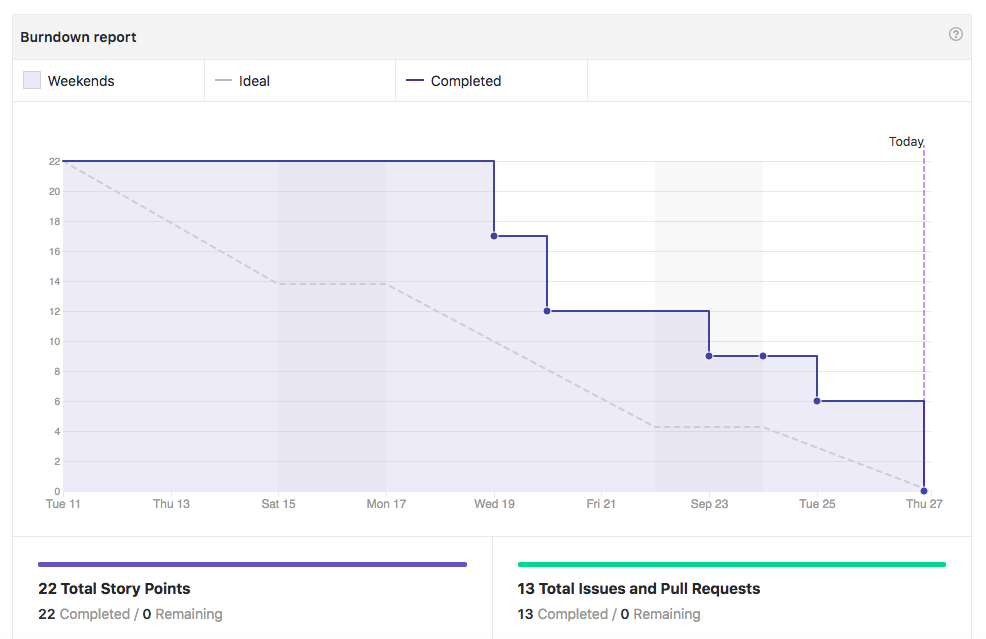 Burndown report
Weekends
Ideal
Completed
Today
22
20
18
16
14
12
10
8
6
4
2
0
Tue 11 Thu 13 Sat 15 Mon 17 Wed 19 Fri 21 Sep 23 Tue 25 Thu 27
22 Total Story Points
22 Completed / 0 Remaining
13 Total Issues and Pull Requests
13 Completed / 0 Remaining